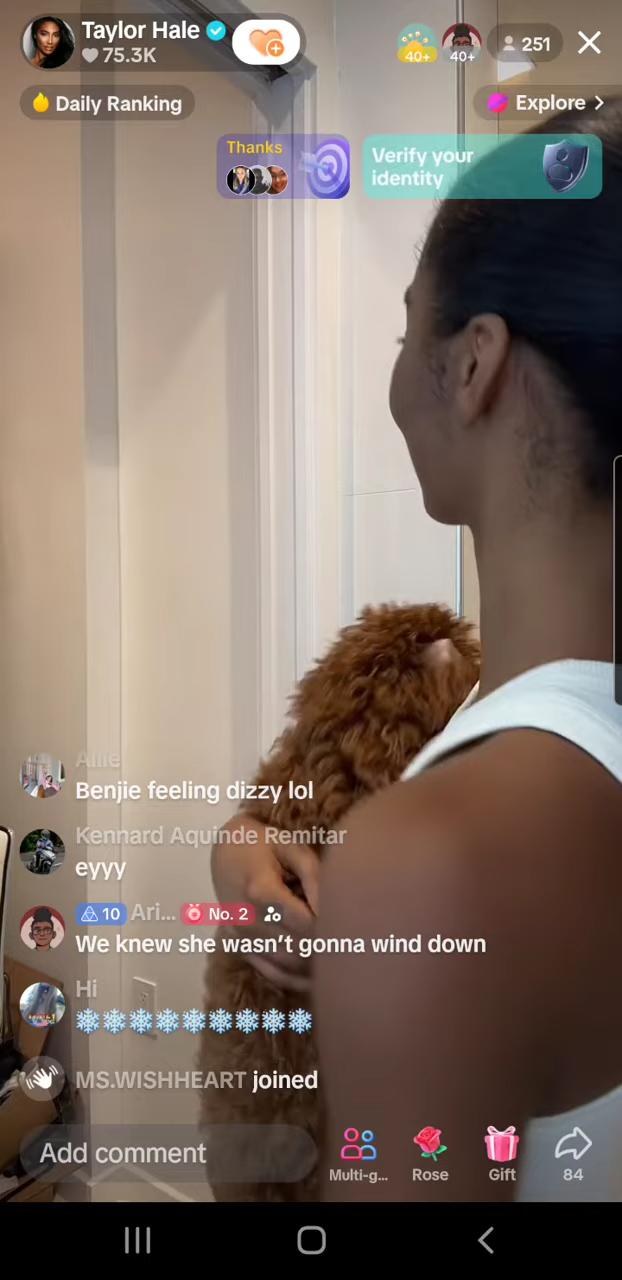 Taylor Hale
75.3K
40+
40+
251
Daily Ranking
Explore
Thanks
Verify your
identity
Allie
Benjie feeling dizzy lol
Kennard Aquinde Remitar
eyyy
10 Ari... No. 2
We knew she wasn't gonna wind down
Hi
MS.WISHHEART joined
Add comment
Multi-g...
Rose
Gift
84